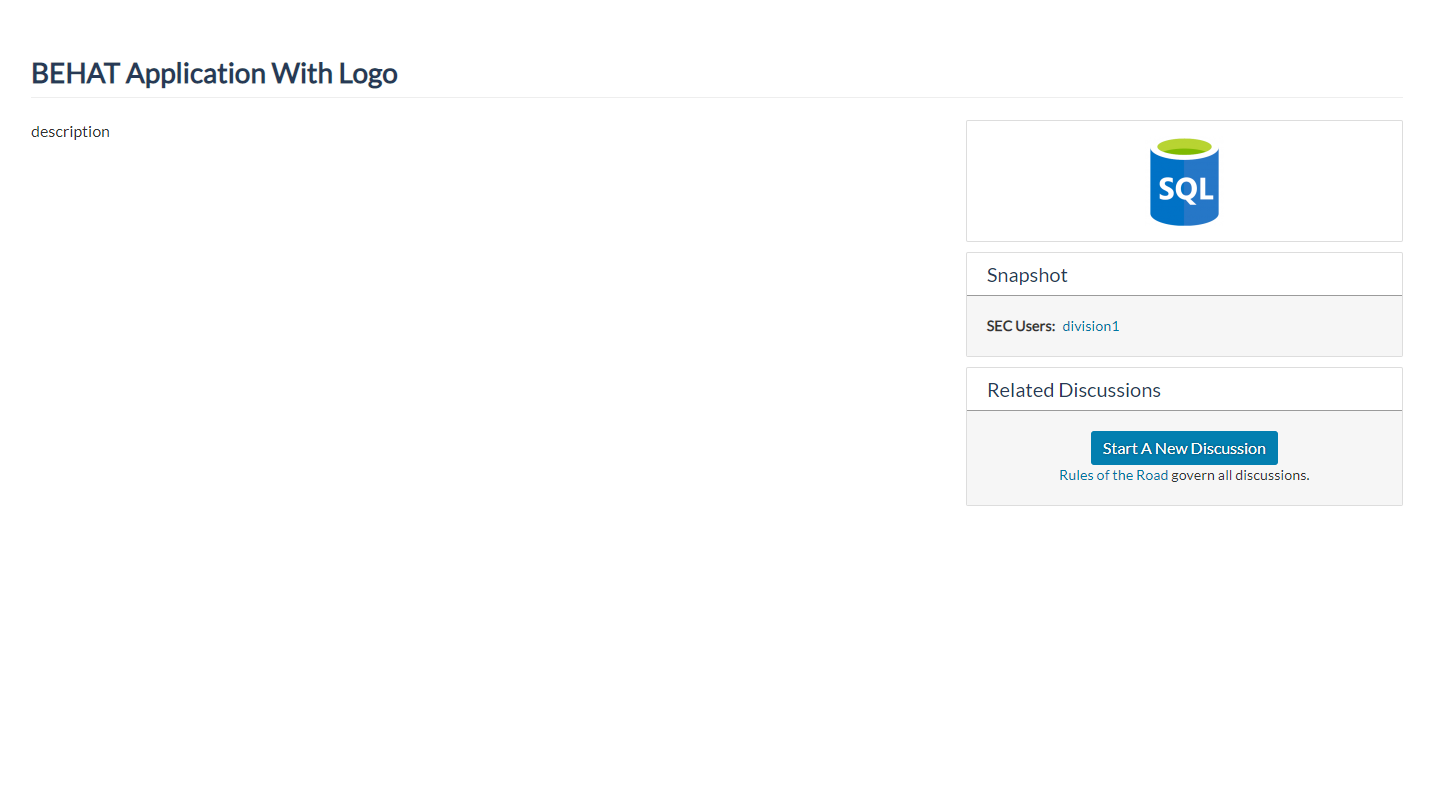 BEHAT Application With Logo
description
SQL
Snapshot
SEC Users: division1
Related Discussions
Start A New Discussion
Rules of the Road govern all discussions.